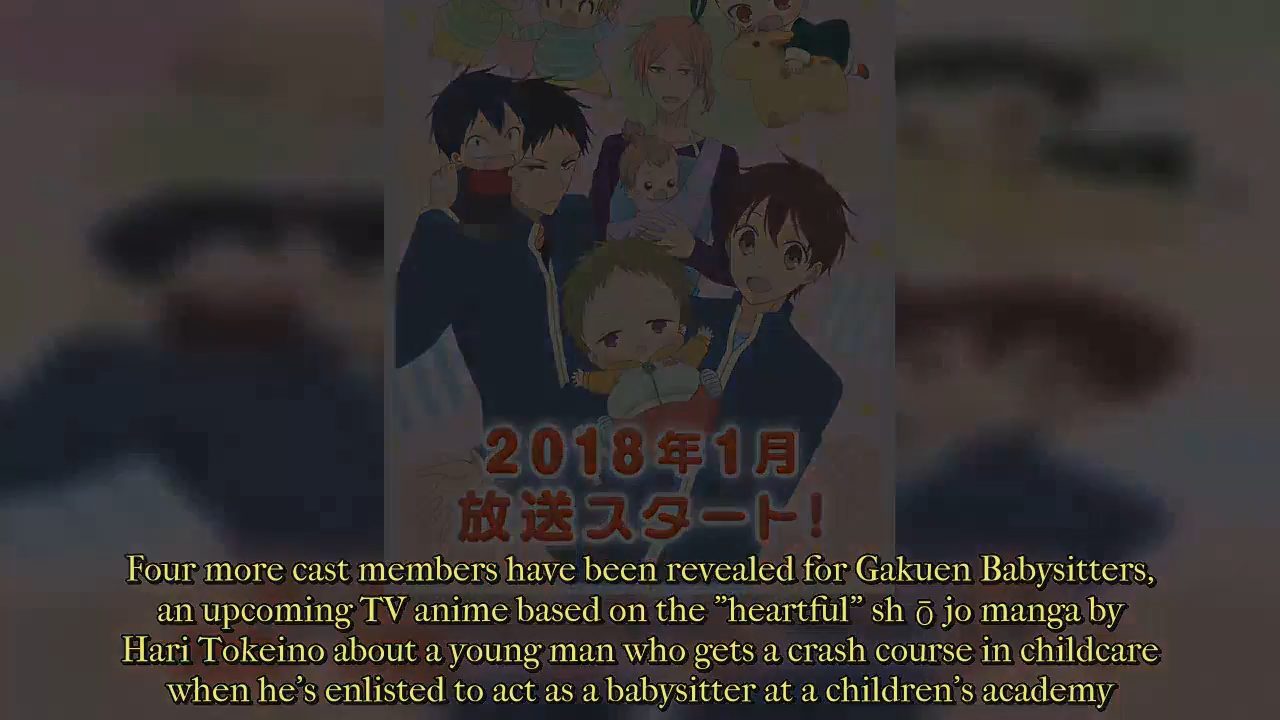 2018年1月
放送スタート!
Four more cast members have been revealed for Gakuen Babysitters,
an upcoming TV anime based on the "heartful" sh ō jo manga by
Hari Tokeino about a young man who gets a crash course in childcare
when he's enlisted to act as a babysitter at a children's academy